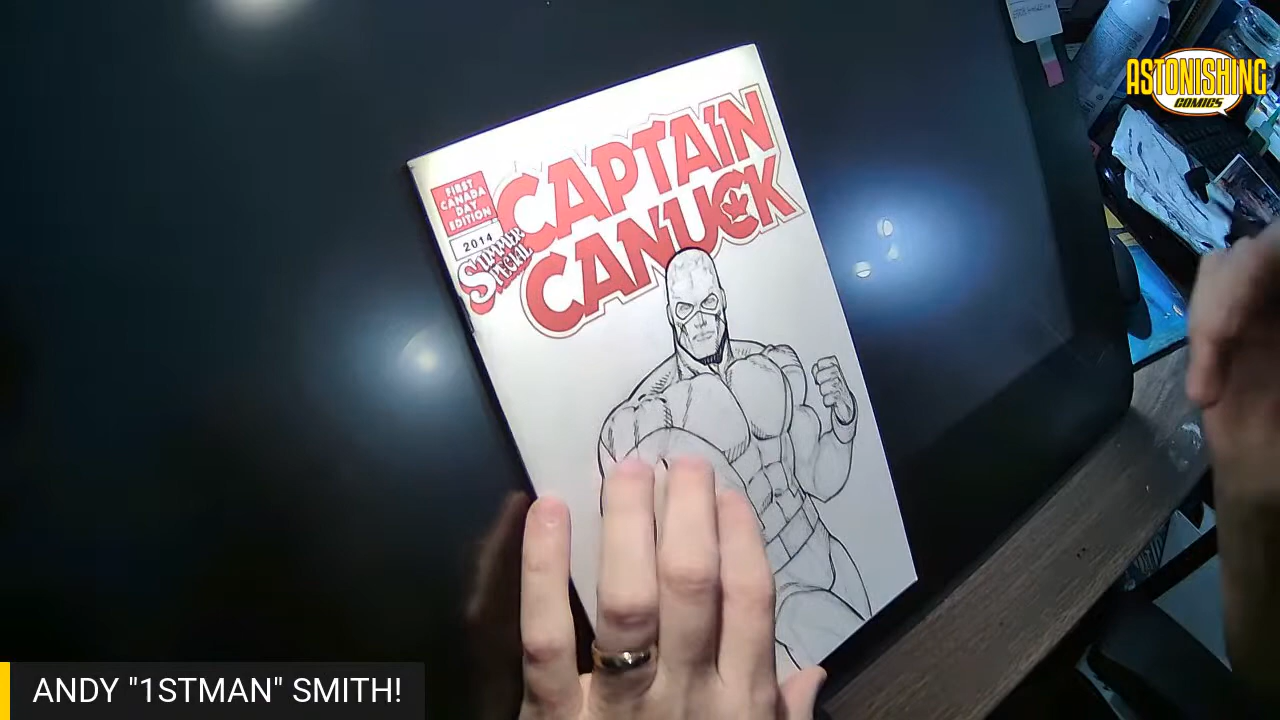 CAPTAIN
CANUCK
FIRST
CANADA
DAY
EDITION
2014
SUMMER
SPECIAL
ASTONISHING
COMICS
ANDY "1STMAN" SMITH!